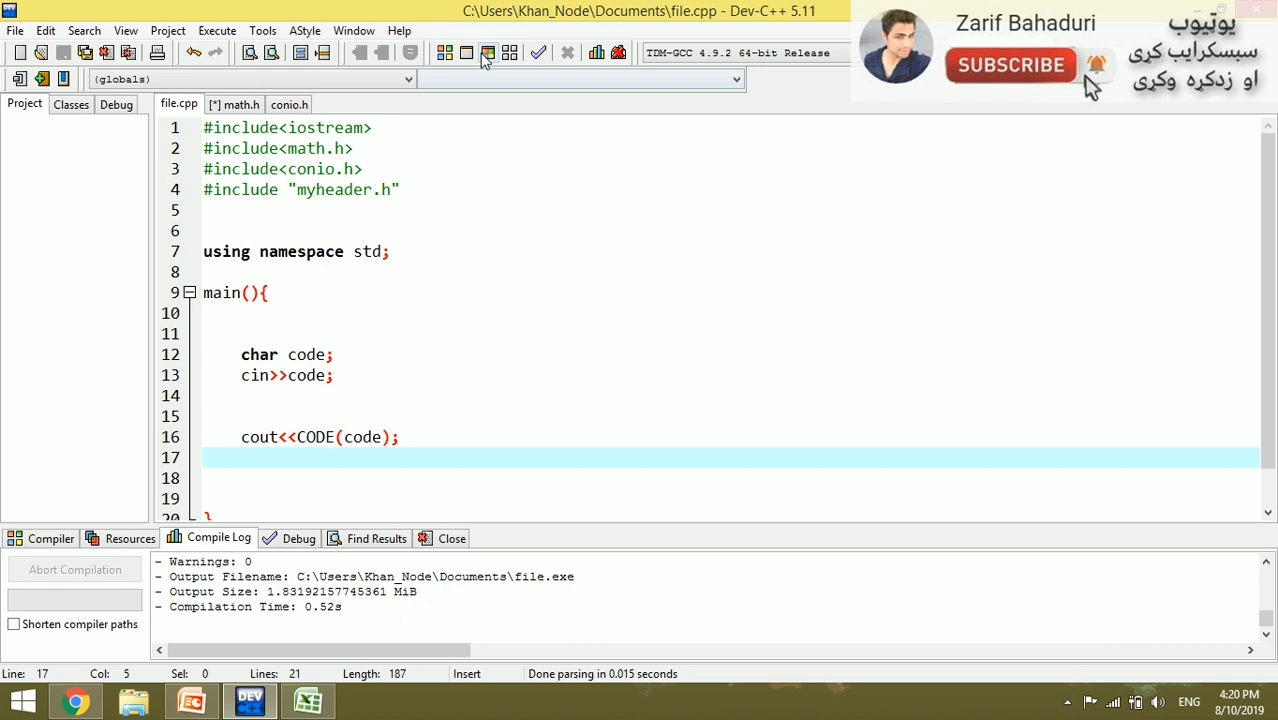 C:\Users\Khan_Node\Documents\file.cpp - Dev-C++ 5.11
File Edit Search View Project Execute Tools AStyle Window Help
TDM-GCC 4.9.2 64-bit Release
(globals)
Project Classes Debug
file.cpp [*] math.h conio.h
Zarif Bahaduri
SUBSCRIBE
یوټیوب
سبسکرایب کړی
او زدکړه وکړی
1 #include<iostream>
2 #include<math.h>
3 #include<conio.h>
4 #include "myheader.h"
5
6
7 using namespace std;
8
9 main(){
10
11
12 char code;
13 cin>>code;
14
15
16 cout<<CODE(code);
17
18
19
20 }
Compiler Resources Compile Log Debug Find Results Close
Abort Compilation
Shorten compiler paths
- Warnings: 0
- Output Filename: C:\Users\Khan_Node\Documents\file.exe
- Output Size: 1.83192157745361 MiB
- Compilation Time: 0.52s
Line: 17 Col: 5 Sel: 0 Lines: 21 Length: 187 Insert Done parsing in 0.015 seconds
DEV
ENG
4:20 PM
8/10/2019